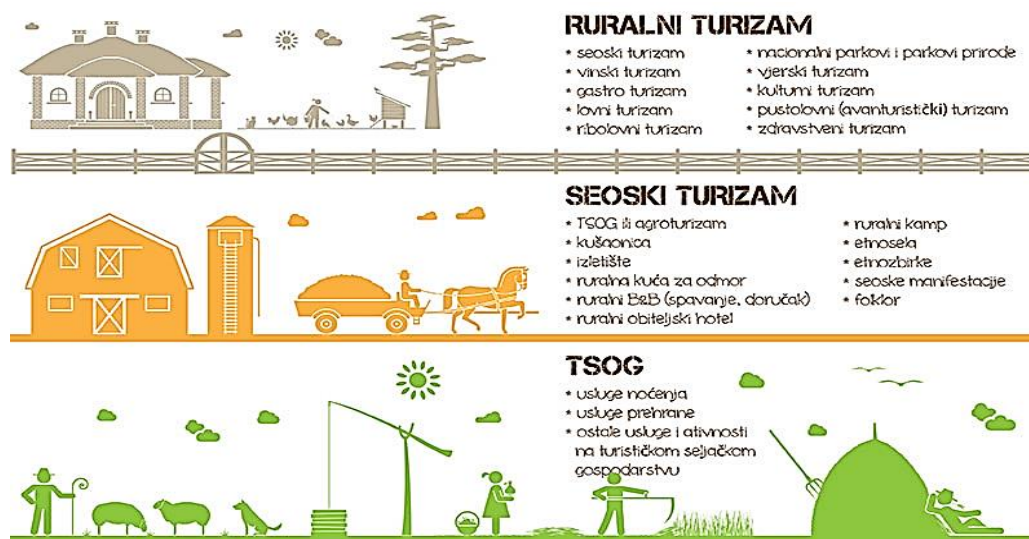 RURALNI TURIZAM
* seoski turizam
* vinski turizam
* gastro turizam
* lovni turizam
* ribolovni turizam
* nacionalni parkovi i parkovi prirode
* vjerski turizam
* kulturni turizam
* pustolovni (avanturistički) turizam
* zdravstveni turizam
SEOSKI TURIZAM
* TSOG ili agroturizam
* kušaonica
* izletište
* ruralna kuća za odmor
* ruralni B&B (spavanje, doručak)
* ruralni obiteljski hotel
* ruralni kamp
* etnosela
* etnozbirke
* seoske manifestacije
* folklor
TSOG
* usluge noćenja
* usluge prehrane
* ostale usluge i ativnosti
na turističkom seljačkom
gospodarstvu